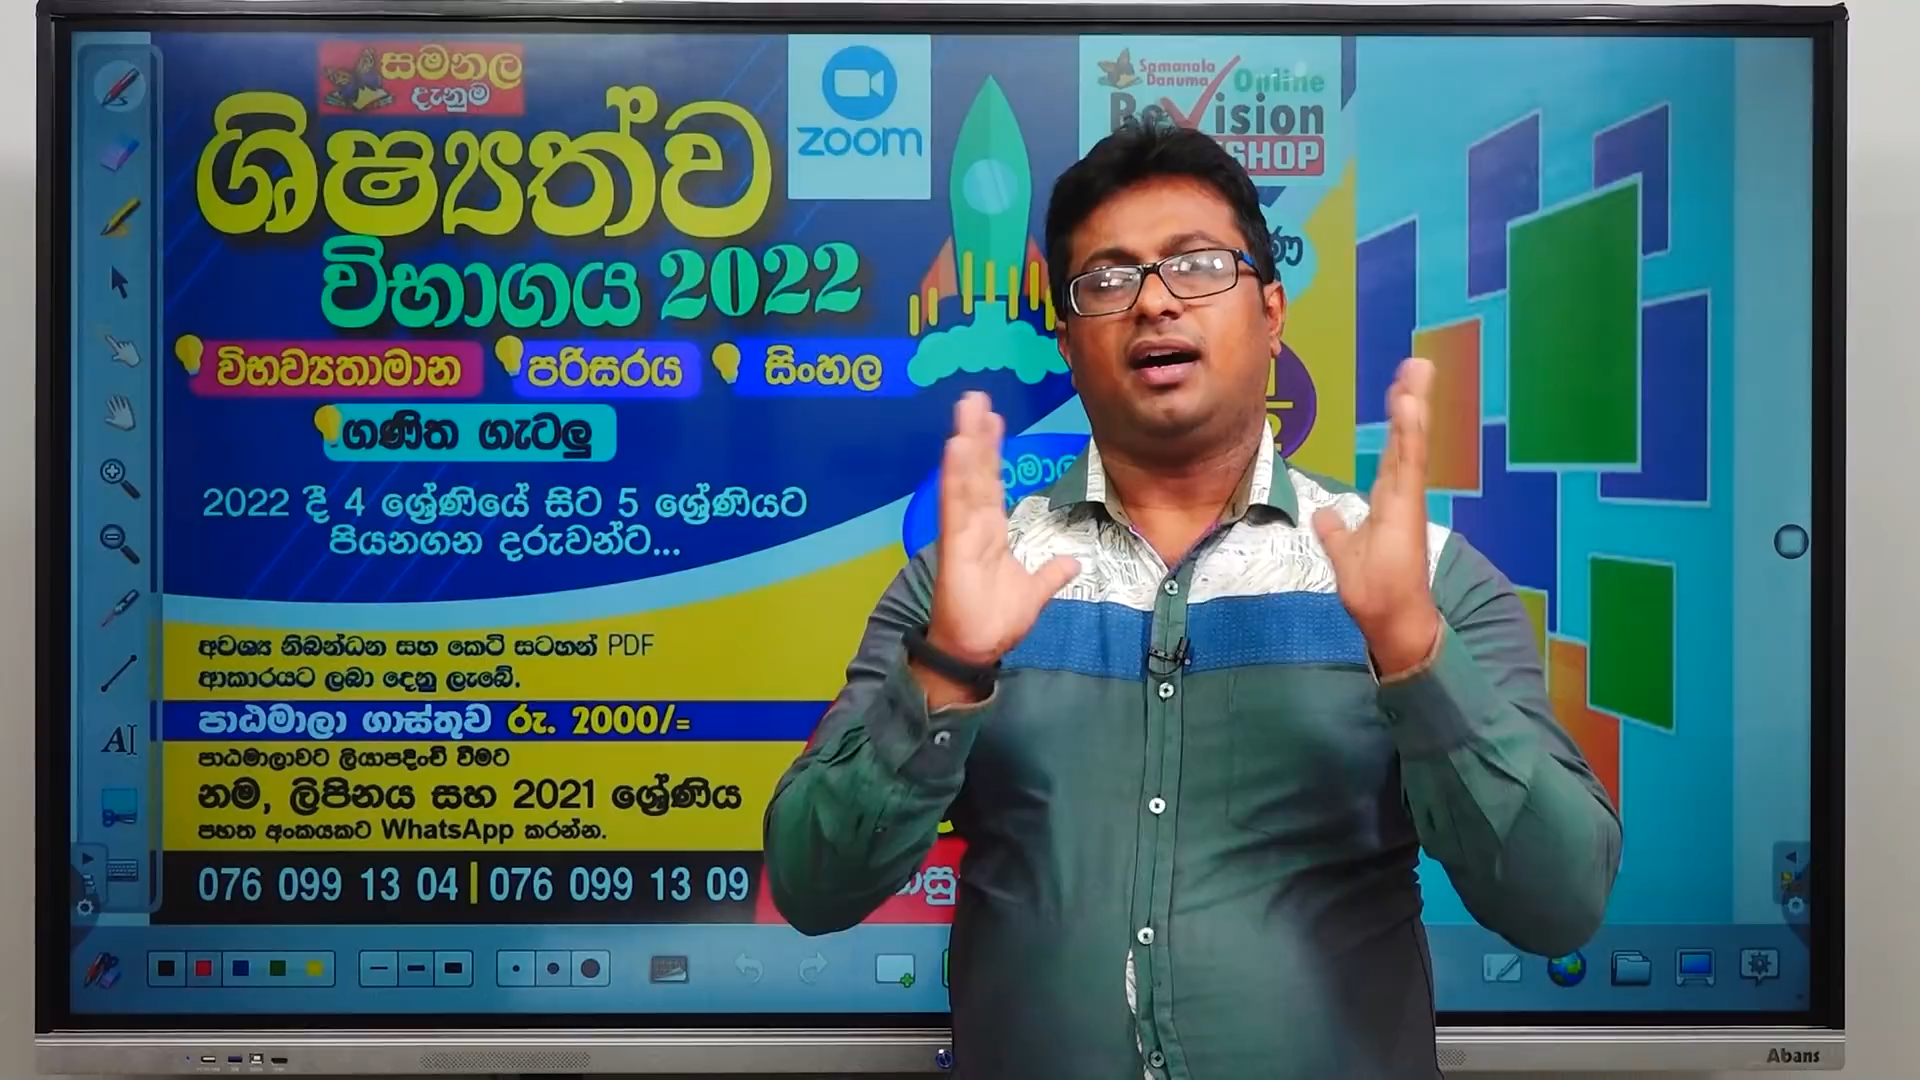 සමනල
දැනුම
ශිෂ්‍යත්ව
විභාගය 2022
zoom
Samanala
Danuma
Online
විභව්‍යතාමාන
පරිසරය
සිංහල
ගණිත ගැටලු
2022 දී 4 ශ්‍රේණියේ සිට 5 ශ්‍රේණියට
පියනගන දරුවන්ට...
අවශ්‍ය නිබන්ධන සහ කෙටි සටහන් PDF
ආකාරයට ලබා දෙනු ලැබේ.
පාඨමාලා ගාස්තුව රු. 2000/=
පාඨමාලාවට ලියාපදිංචි වීමට
නම, ලිපිනය සහ 2021 ශ්‍රේණිය
පහත අංකයකට WhatsApp කරන්න.
076 099 13 04 | 076 099 13 09
Abans